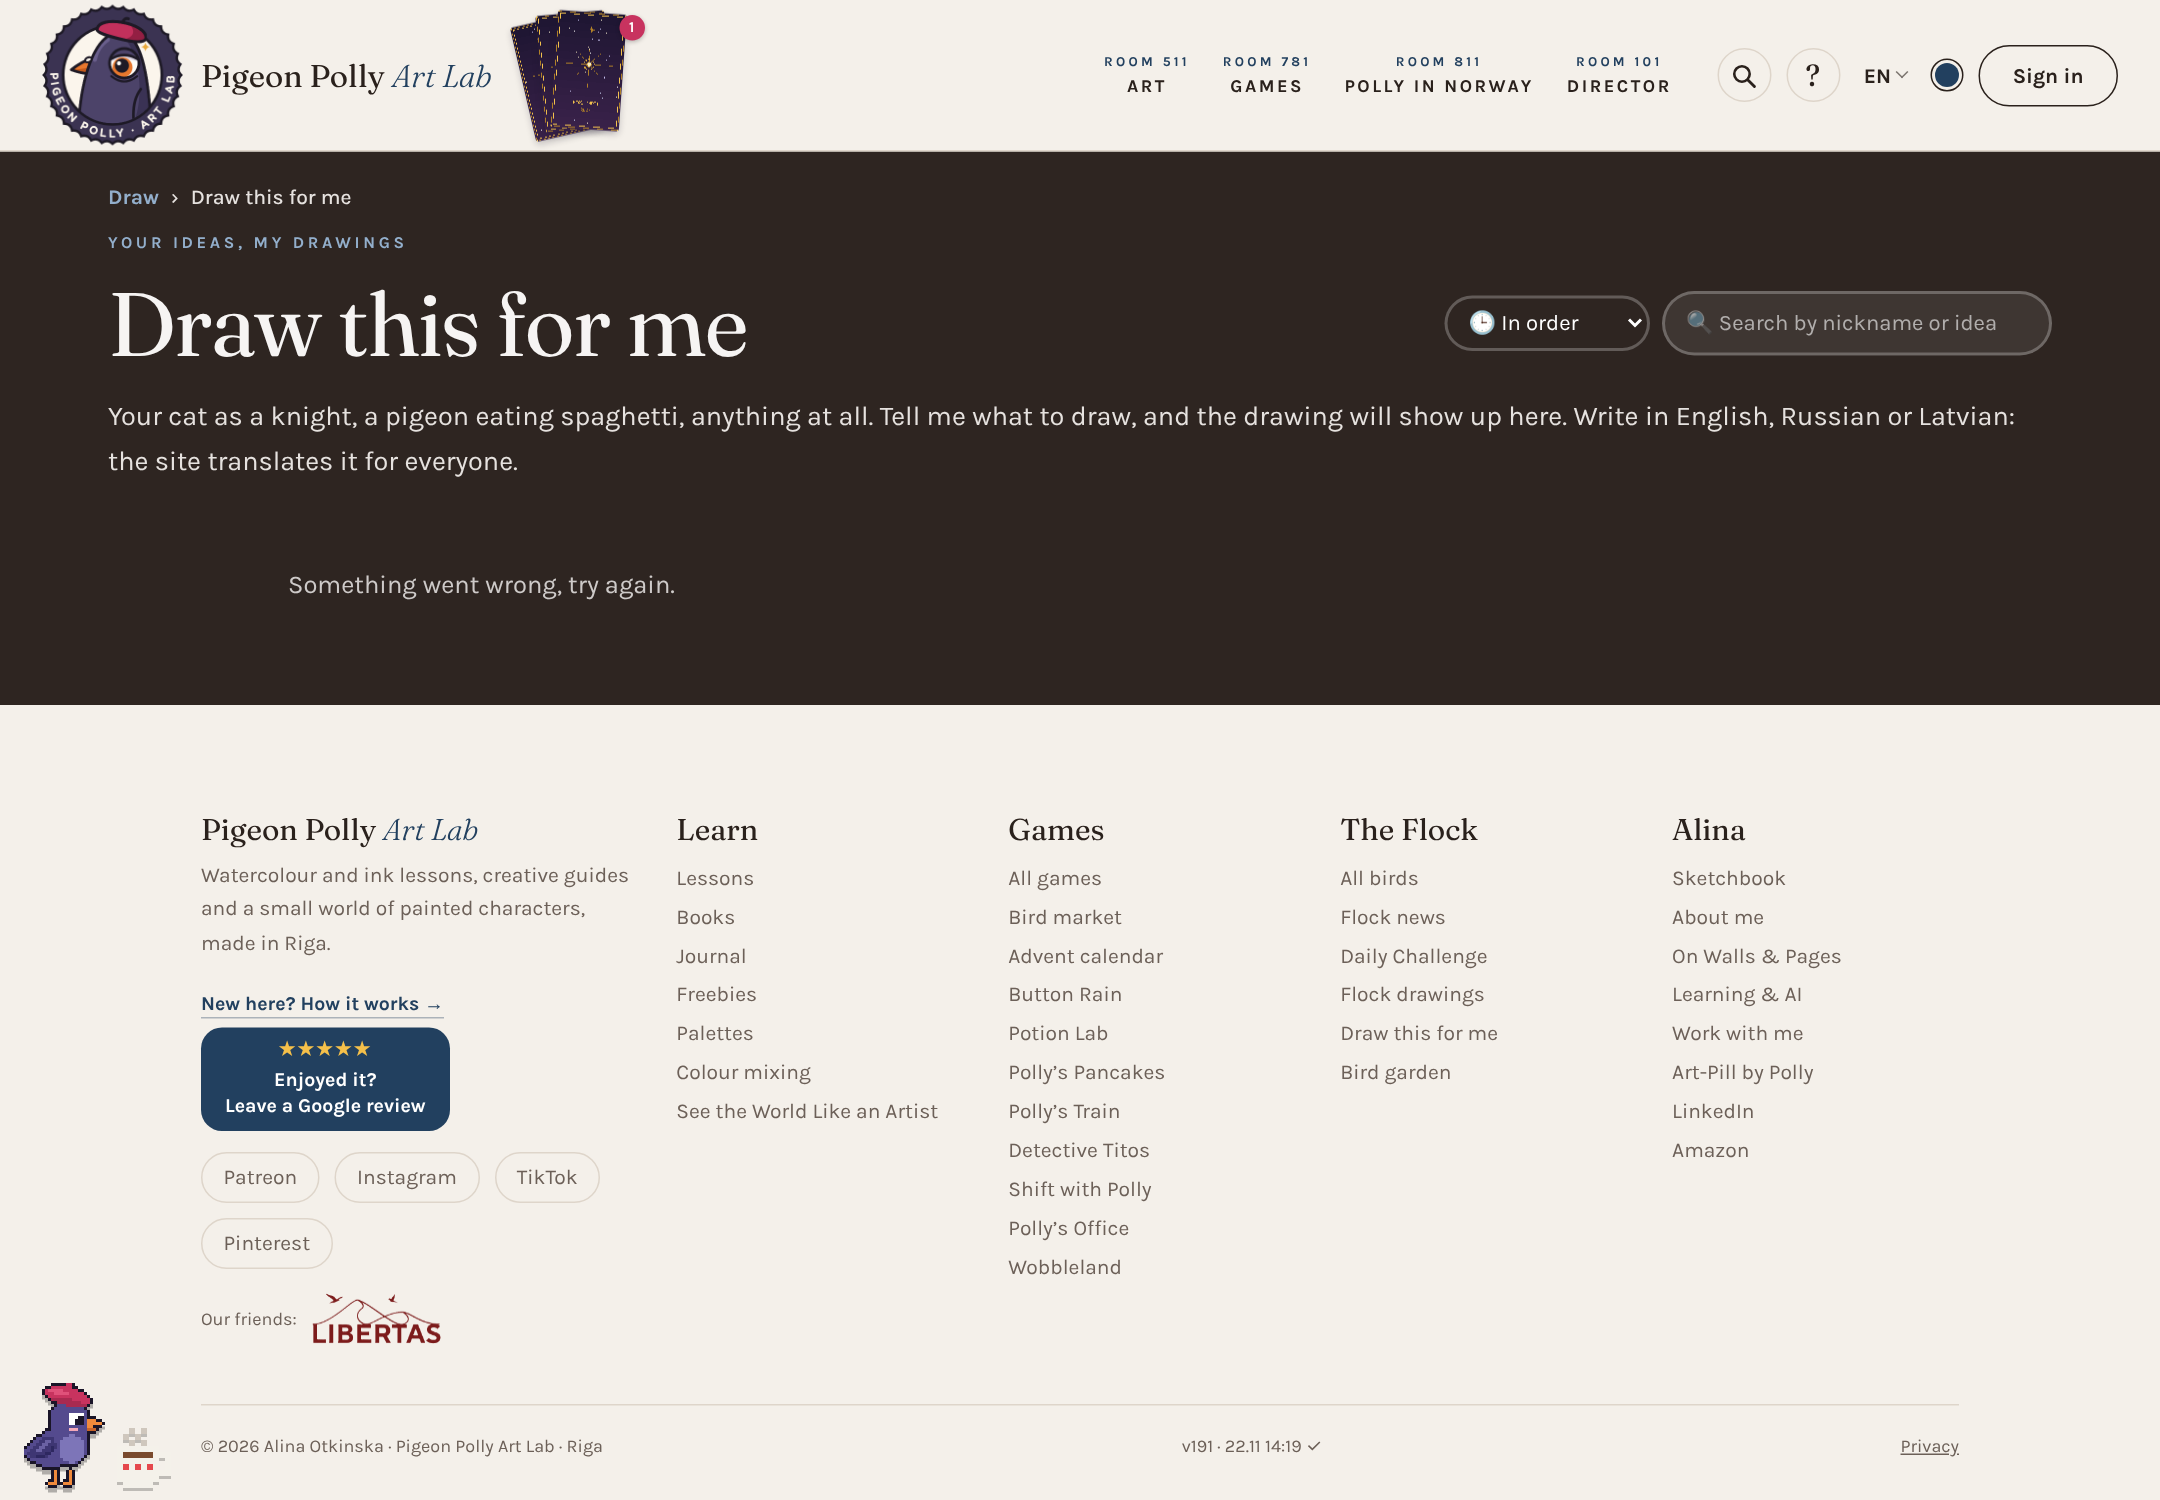 PIGEON POLLY · ART LAB
Pigeon Polly Art Lab
1
ROOM 511
ART
ROOM 781
GAMES
ROOM 811
POLLY IN NORWAY
ROOM 101
DIRECTOR
?
EN
Sign in
Draw › Draw this for me
YOUR IDEAS, MY DRAWINGS
Draw this for me
🕒 In order
🔍 Search by nickname or idea
Your cat as a knight, a pigeon eating spaghetti, anything at all. Tell me what to draw, and the drawing will show up here. Write in English, Russian or Latvian:
the site translates it for everyone.
Something went wrong, try again.
Pigeon Polly Art Lab
Watercolour and ink lessons, creative guides
and a small world of painted characters,
made in Riga.
New here? How it works →
★★★★★
Enjoyed it?
Leave a Google review
Patreon
Instagram
TikTok
Pinterest
Our friends:
LIBERTAS
Learn
Lessons
Books
Journal
Freebies
Palettes
Colour mixing
See the World Like an Artist
Games
All games
Bird market
Advent calendar
Button Rain
Potion Lab
Polly’s Pancakes
Polly’s Train
Detective Titos
Shift with Polly
Polly’s Office
Wobbleland
The Flock
All birds
Flock news
Daily Challenge
Flock drawings
Draw this for me
Bird garden
Alina
Sketchbook
About me
On Walls & Pages
Learning & AI
Work with me
Art-Pill by Polly
LinkedIn
Amazon
© 2026 Alina Otkinska · Pigeon Polly Art Lab · Riga
v191 · 22.11 14:19 ✓
Privacy